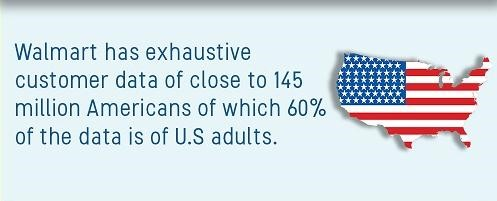 Walmart has exhaustive
customer data of close to 145
million Americans of which 60%
of the data is of U.S adults.